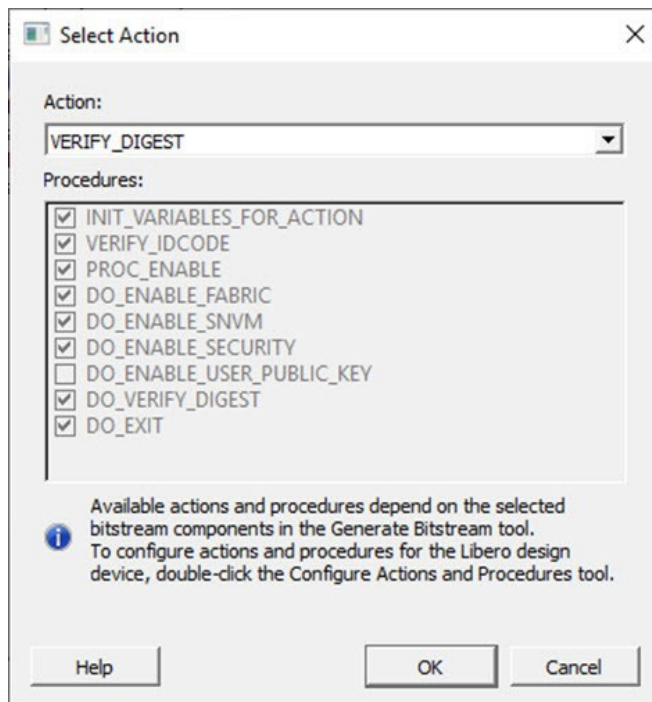 Select Action
Action:
VERIFY_DIGEST
Procedures:
INIT_VARIABLES_FOR_ACTION
VERIFY_IDCODE
PROC_ENABLE
DO_ENABLE_FABRIC
DO_ENABLE_SNVM
DO_ENABLE_SECURITY
DO_ENABLE_USER_PUBLIC_KEY
DO_VERIFY_DIGEST
DO_EXIT
Available actions and procedures depend on the selected
bitstream components in the Generate Bitstream tool.
To configure actions and procedures for the Libero design
device, double-click the Configure Actions and Procedures tool.
Help
OK
Cancel